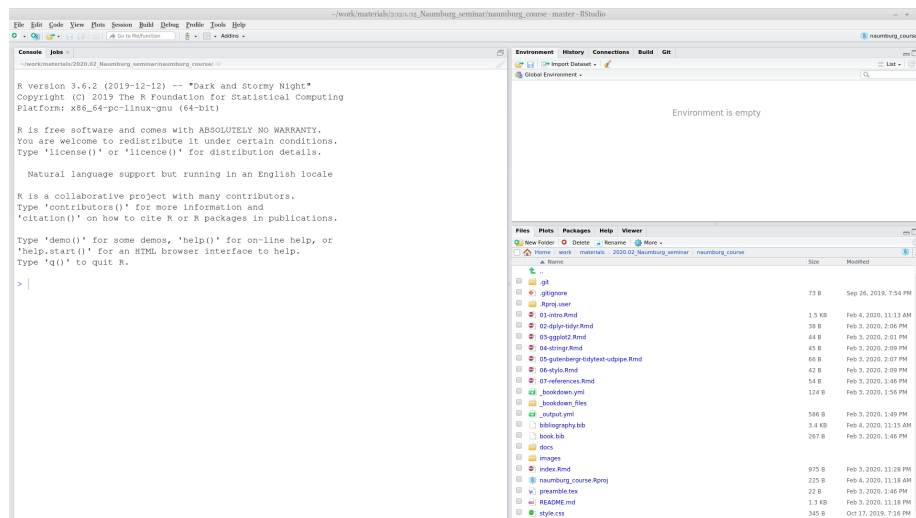 ~/work/materials/2020.02_Naumburg_seminar/naumburg_course - master - RStudio
File Edit Code View Plots Session Build Debug Profile Tools Help
Go to file/function Addins naumburg_course
Console Jobs
~/work/materials/2020.02_Naumburg_seminar/naumburg_course/
R version 3.6.2 (2019-12-12) -- "Dark and Stormy Night"
Copyright (C) 2019 The R Foundation for Statistical Computing
Platform: x86_64-pc-linux-gnu (64-bit)
R is free software and comes with ABSOLUTELY NO WARRANTY.
You are welcome to redistribute it under certain conditions.
Type 'license()' or 'licence()' for distribution details.
Natural language support but running in an English locale
R is a collaborative project with many contributors.
Type 'contributors()' for more information and
'citation()' on how to cite R or R packages in publications.
Type 'demo()' for some demos, 'help()' for on-line help, or
'help.start()' for an HTML browser interface to help.
Type 'q()' to quit R.
>
Environment History Connections Build Git
Import Dataset List
Global Environment
Environment is empty
Files Plots Packages Help Viewer
New Folder Delete Rename More
Home work materials 2020.02_Naumburg_seminar naumburg_course
Name Size Modified
..
.git
.gitignore 73 B Sep 26, 2019, 7:54 PM
.Rproj.user
01-intro.Rmd 1.5 KB Feb 4, 2020, 11:13 AM
02-dplyr-tidyr.Rmd 38 B Feb 3, 2020, 2:06 PM
03-ggplot2.Rmd 44 B Feb 3, 2020, 2:01 PM
04-stringr.Rmd 45 B Feb 3, 2020, 2:09 PM
05-gutenbergr-tidytext-udpipe.Rmd 66 B Feb 3, 2020, 2:07 PM
06-stylo.Rmd 42 B Feb 3, 2020, 2:09 PM
07-references.Rmd 54 B Feb 3, 2020, 1:46 PM
_bookdown.yml 124 B Feb 3, 2020, 1:56 PM
_bookdown_files
_output.yml 586 B Feb 3, 2020, 1:49 PM
bibliography.bib 3.4 KB Feb 4, 2020, 11:15 AM
book.bib 267 B Feb 3, 2020, 1:46 PM
docs
images
index.Rmd 975 B Feb 3, 2020, 11:28 PM
naumburg_course.Rproj 225 B Feb 4, 2020, 11:18 AM
preamble.tex 22 B Feb 3, 2020, 1:46 PM
README.md 1.3 KB Feb 3, 2020, 11:18 PM
style.css 345 B Oct 17, 2019, 7:16 PM